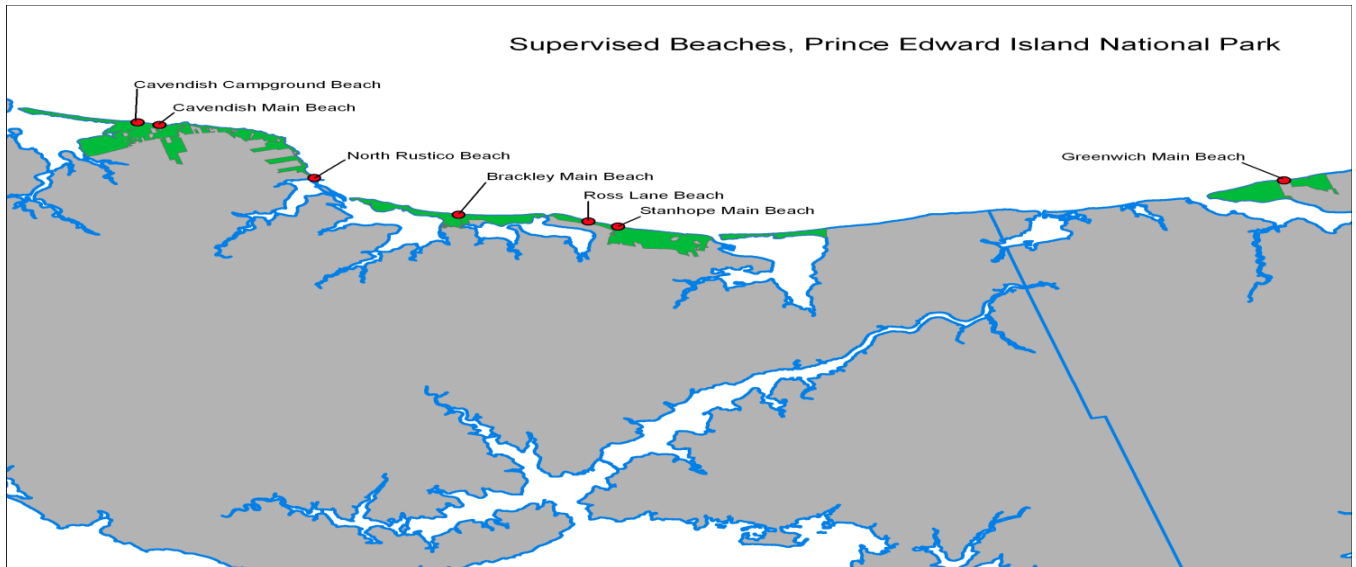 Supervised Beaches, Prince Edward Island National Park
Cavendish Campground Beach
Cavendish Main Beach
North Rustico Beach
Brackley Main Beach
Ross Lane Beach
Stanhope Main Beach
Greenwich Main Beach